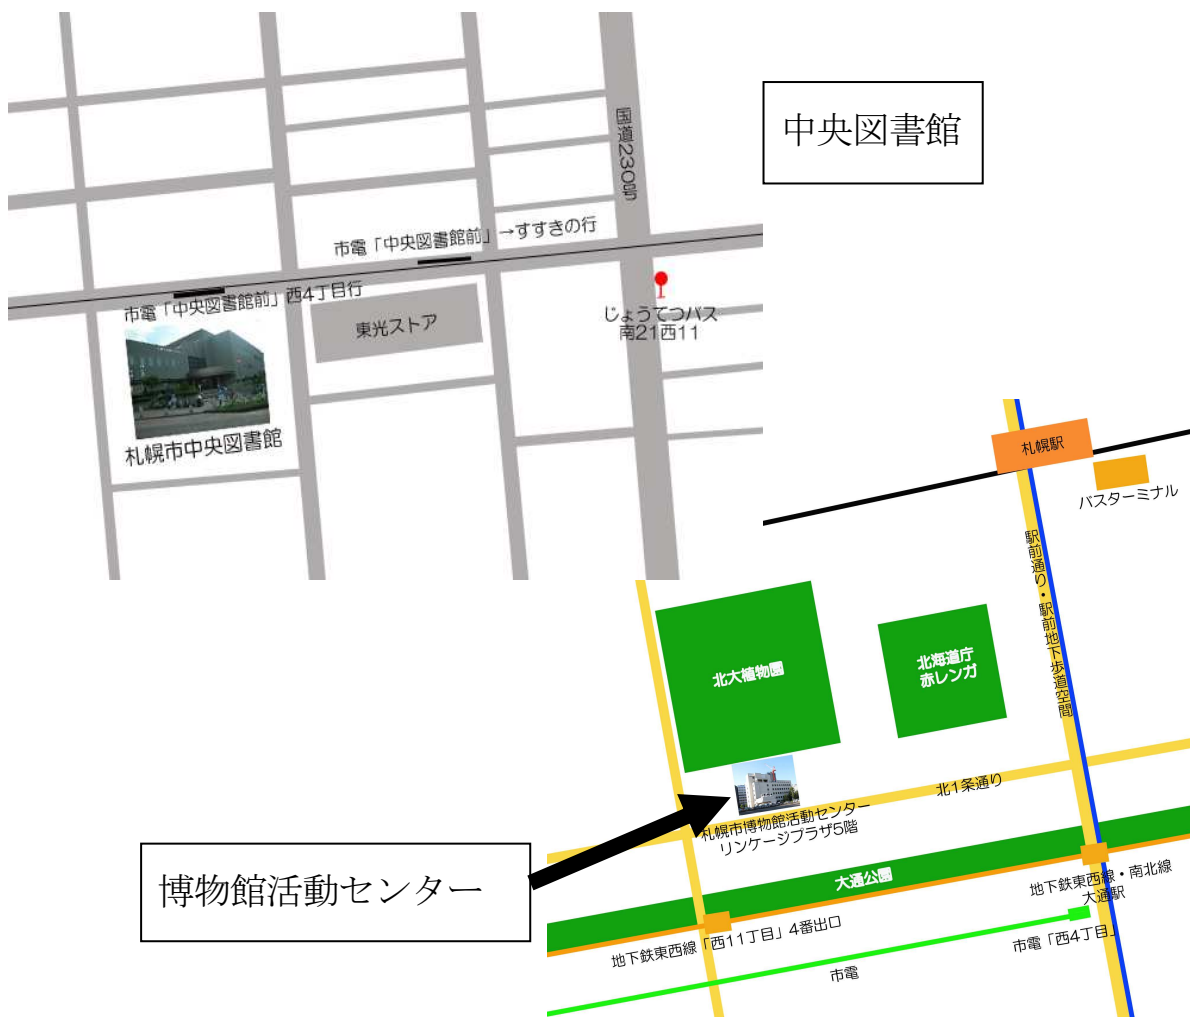 中央図書館
国道230号
市電「中央図書館前」→すすきの行
市電「中央図書館前」西4丁目行
東光ストア
じょうてつバス
南21西11
札幌市中央図書館
札幌駅
バスターミナル
駅前通り・駅前地下歩道空間
北大植物園
北海道庁
赤レンガ
北1条通り
札幌市博物館活動センター
リンケージプラザ5階
博物館活動センター
大通公園
地下鉄東西線・南北線
大通駅
地下鉄東西線「西11丁目」4番出口
市電「西4丁目」
市電